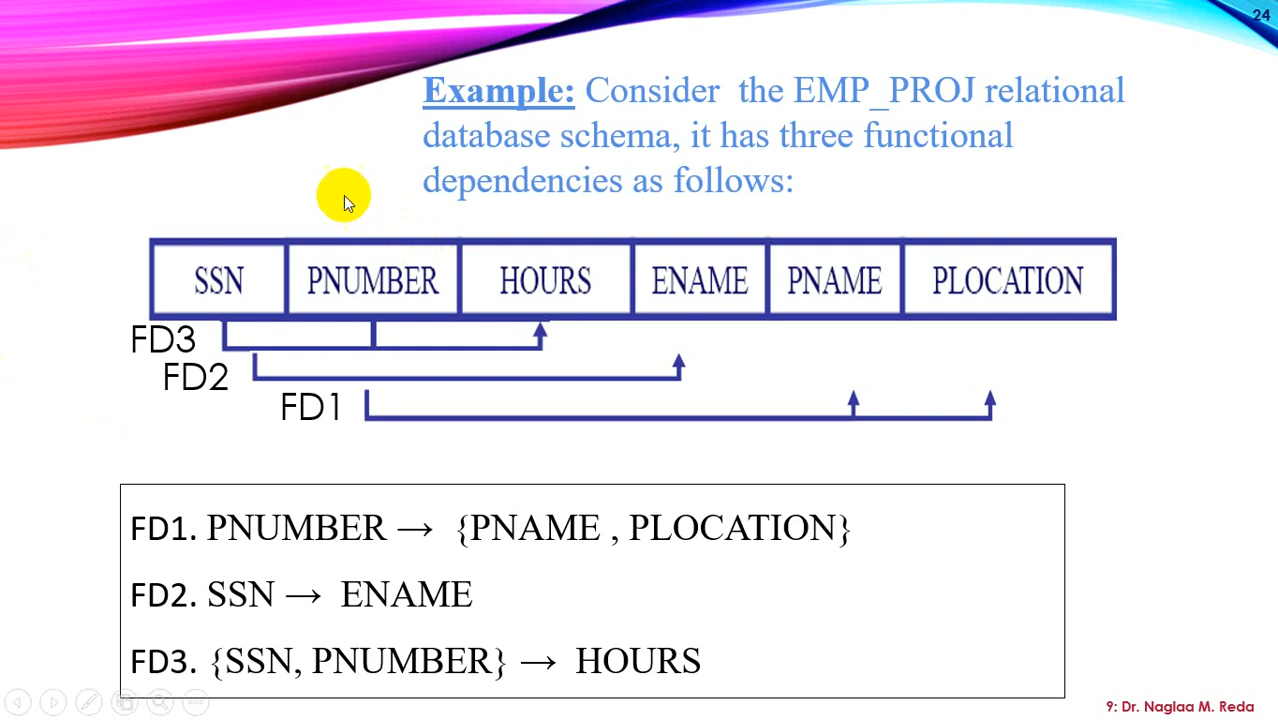 24
Example: Consider the EMP_PROJ relational
database schema, it has three functional
dependencies as follows:
SSN PNUMBER HOURS ENAME PNAME PLOCATION
FD3
FD2
FD1
FD1. PNUMBER → {PNAME , PLOCATION}
FD2. SSN → ENAME
FD3. {SSN, PNUMBER} → HOURS
9: Dr. Naglaa M. Reda